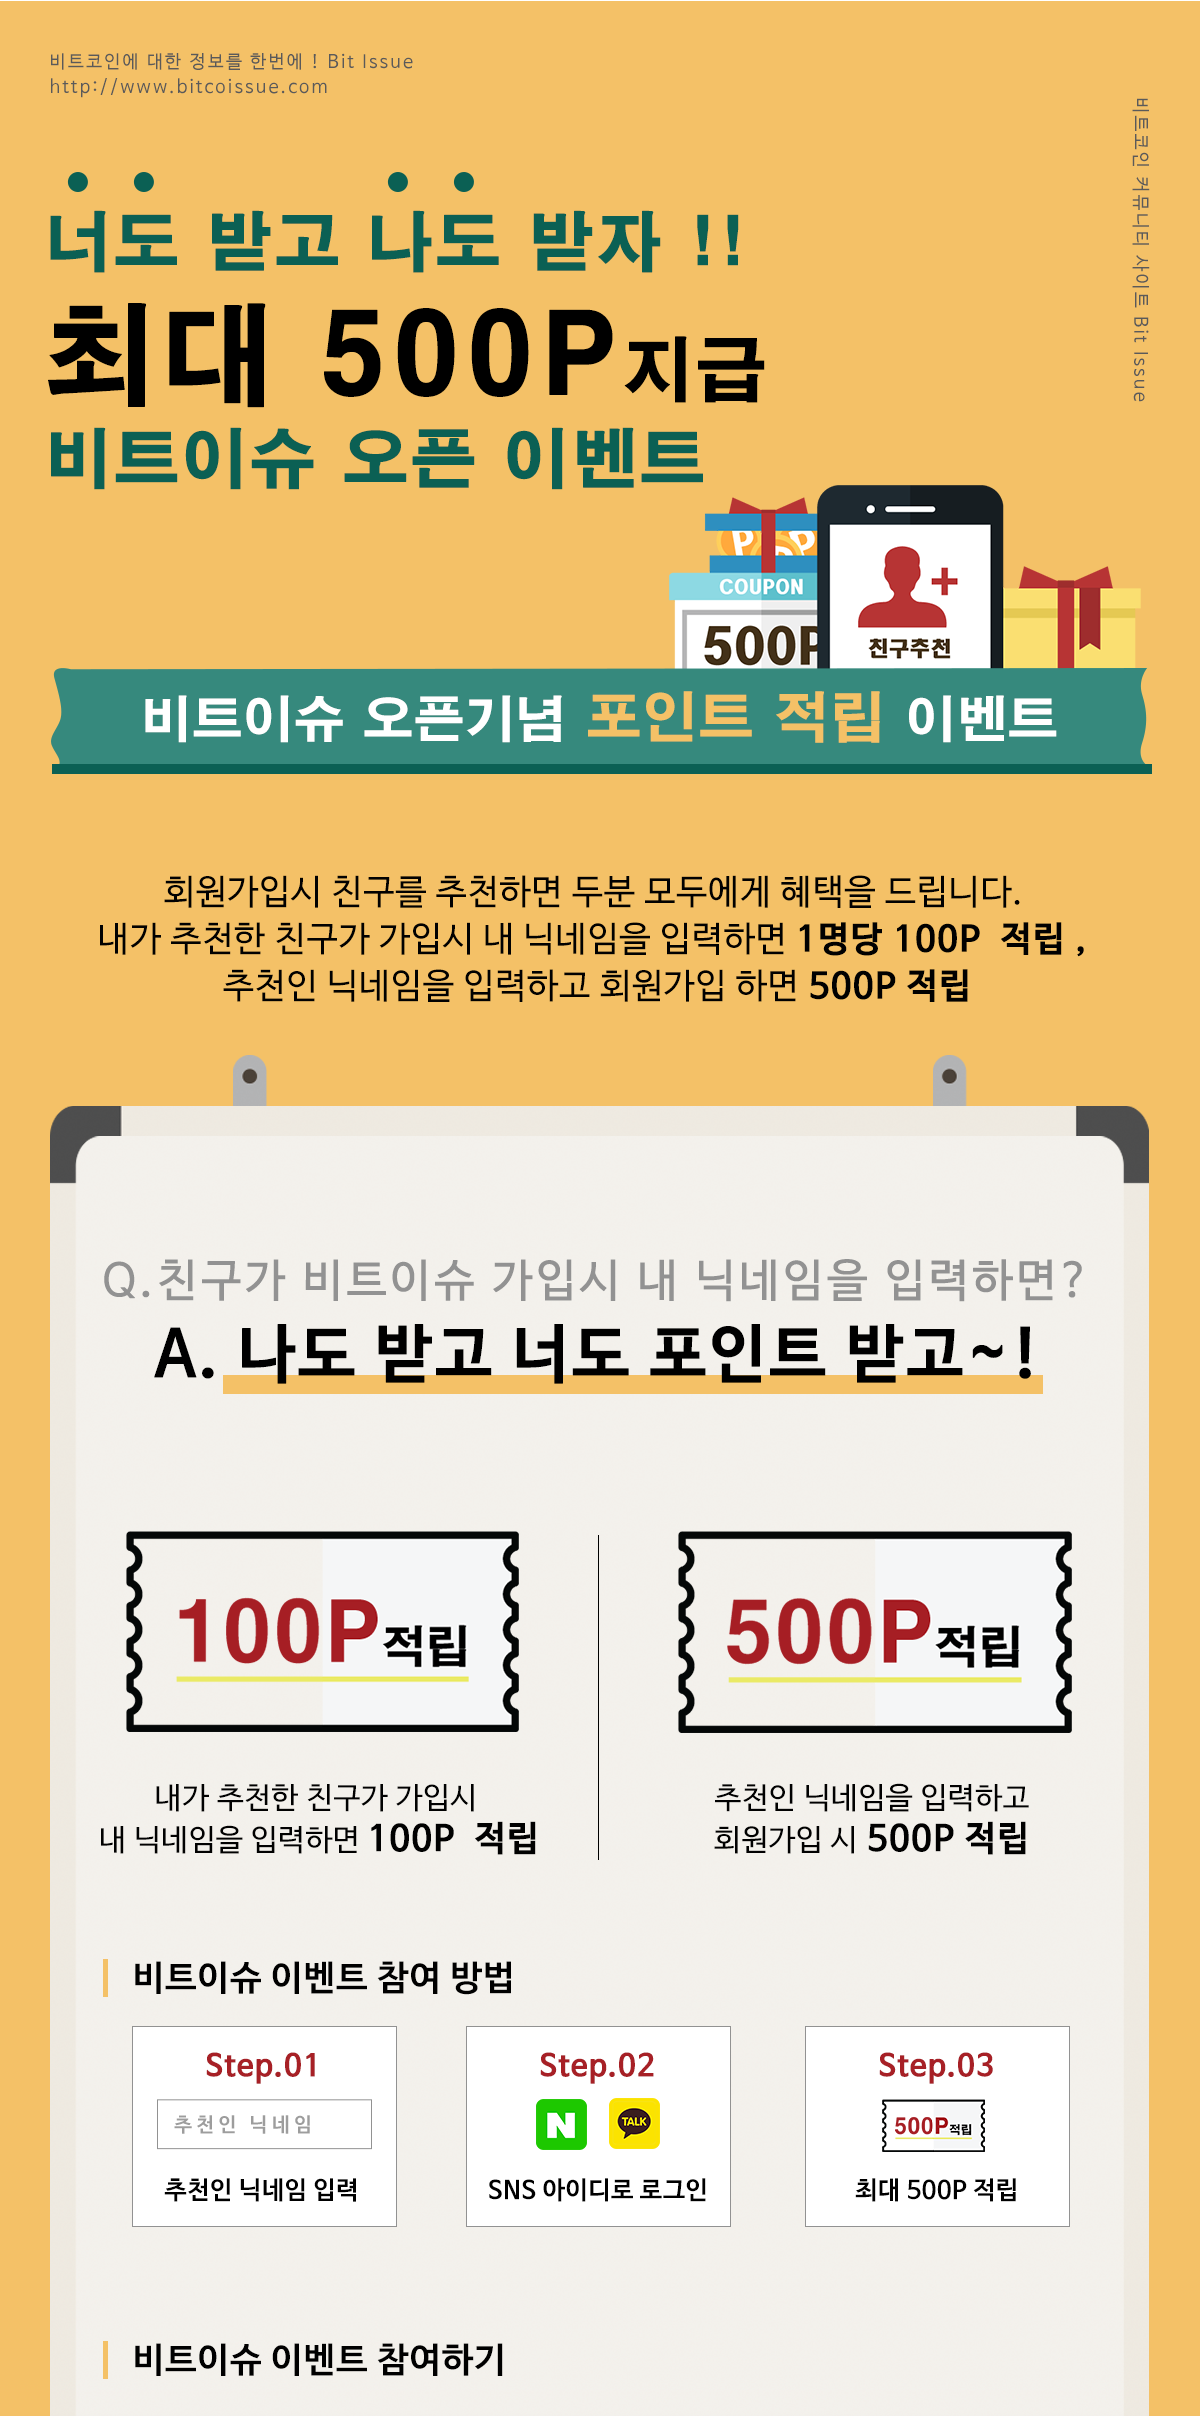 비트코인에 대한 정보를 한번에 ! Bit Issue
http://www.bitcoissue.com
비트코인 커뮤니티 사이트 Bit Issue
너도 받고 나도 받자 !!
최대 500P지급
비트이슈 오픈 이벤트
P P
COUPON
500P
친구추천
비트이슈 오픈기념 포인트 적립 이벤트
회원가입시 친구를 추천하면 두분 모두에게 혜택을 드립니다.
내가 추천한 친구가 가입시 내 닉네임을 입력하면 1명당 100P 적립 ,
추천인 닉네임을 입력하고 회원가입 하면 500P 적립
Q.친구가 비트이슈 가입시 내 닉네임을 입력하면?
A. 나도 받고 너도 포인트 받고~!
100P적립
내가 추천한 친구가 가입시
내 닉네임을 입력하면 100P 적립
500P적립
추천인 닉네임을 입력하고
회원가입 시 500P 적립
비트이슈 이벤트 참여 방법
Step.01
추천인 닉네임
추천인 닉네임 입력
Step.02
N TALK
SNS 아이디로 로그인
Step.03
500P적립
최대 500P 적립
비트이슈 이벤트 참여하기